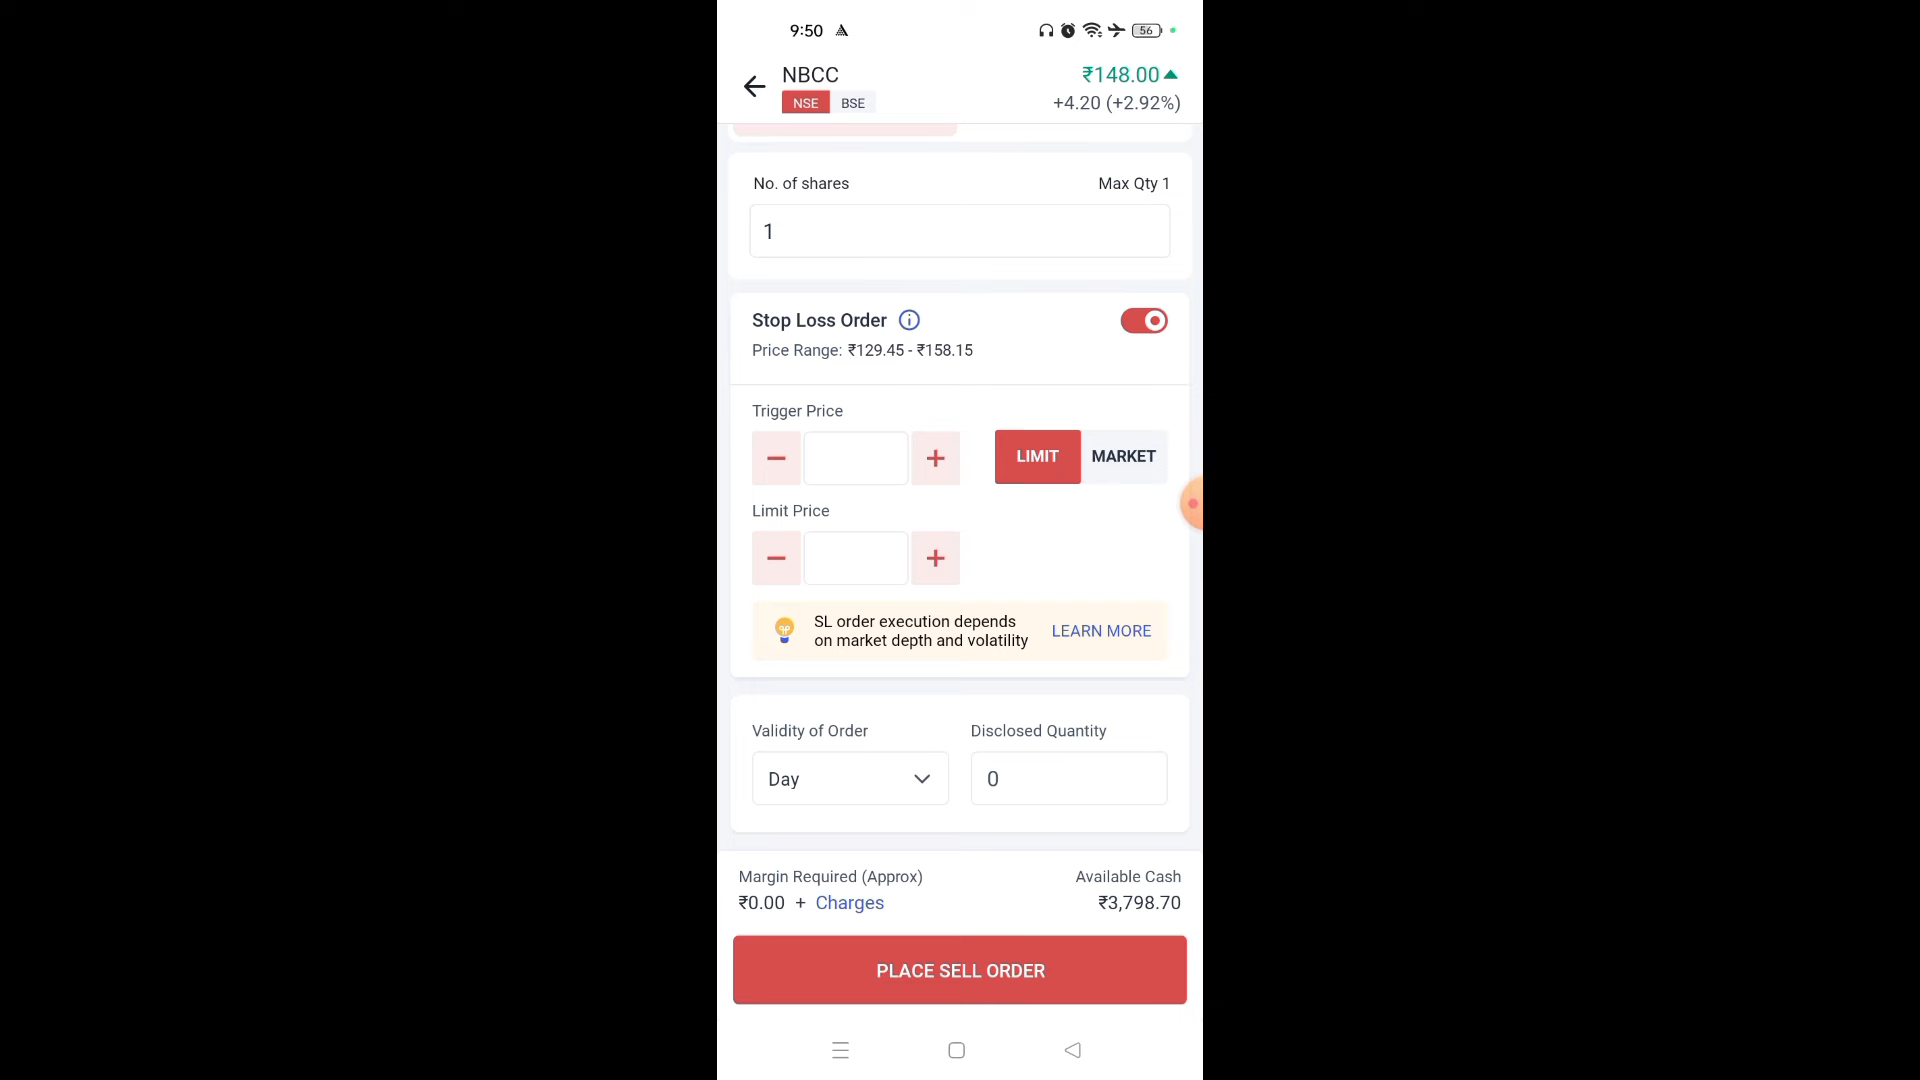 9:50
56
NBCC
₹148.00
NSE BSE
+4.20 (+2.92%)
No. of shares
Max Qty 1
1
Stop Loss Order
Price Range: ₹129.45 - ₹158.15
Trigger Price
LIMIT MARKET
Limit Price
SL order execution depends
on market depth and volatility
LEARN MORE
Validity of Order
Disclosed Quantity
Day
0
Margin Required (Approx)
Available Cash
₹0.00 + Charges
₹3,798.70
PLACE SELL ORDER